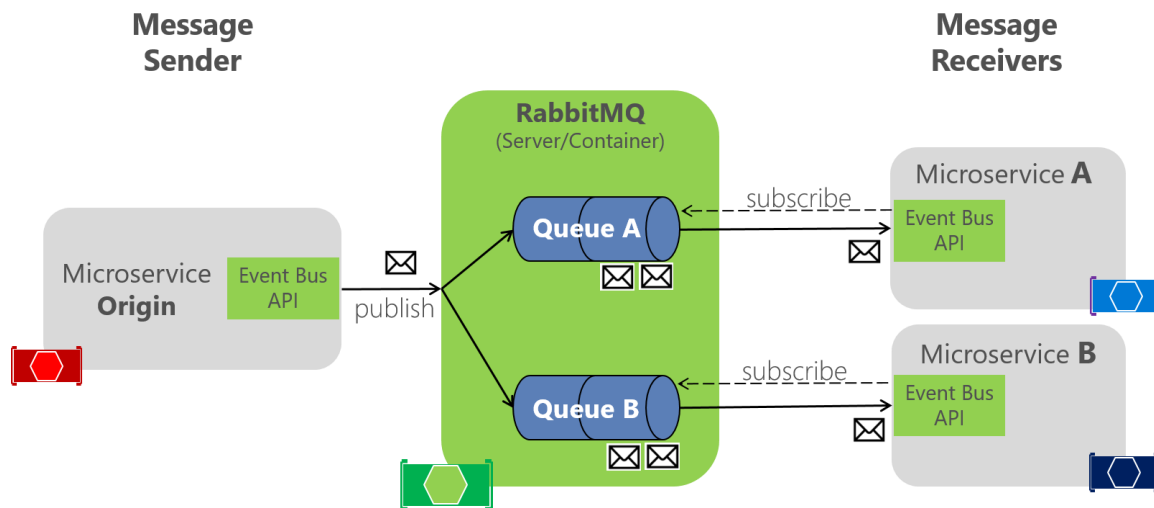 Message
Sender
Message
Receivers
RabbitMQ
(Server/Container)
Microservice
Origin
Event Bus
API
publish
Queue A
Queue B
subscribe
subscribe
Microservice A
Event Bus
API
Microservice B
Event Bus
API